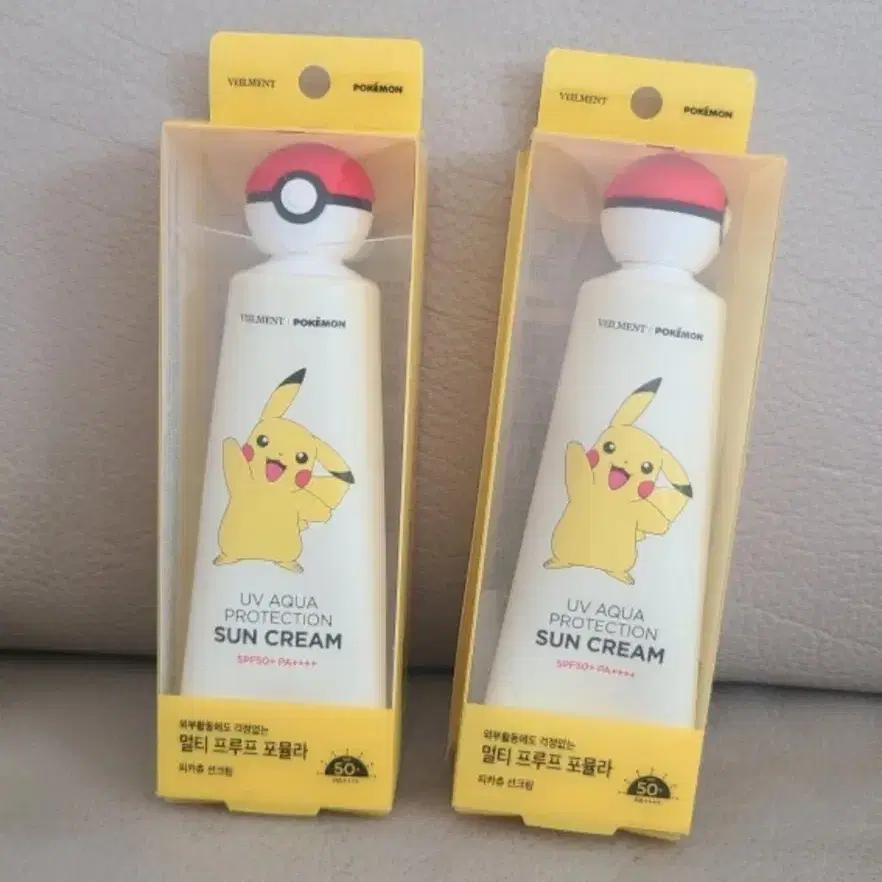 VEILMENT POKÉMON
VEILMENT | POKÉMON
UV AQUA
PROTECTION
SUN CREAM
SPF50+ PA++++
외부활동에도 걱정없는
멀티 프루프 포뮬라
피카츄 선크림
50+
PA++++
VEILMENT POKÉMON
VEILMENT | POKÉMON
UV AQUA
PROTECTION
SUN CREAM
SPF50+ PA++++
외부활동에도 걱정없는
멀티 프루프 포뮬라
피카츄 선크림
50+
PA++++